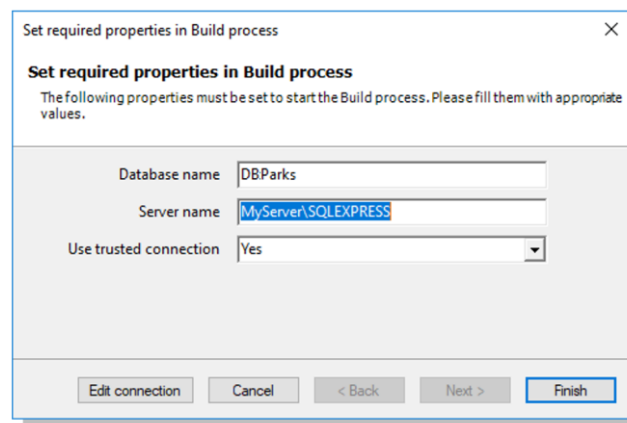 Set required properties in Build process
Set required properties in Build process
The following properties must be set to start the Build process. Please fill them with appropriate
values.
Database name DBParks
Server name MyServer\SQLEXPRESS
Use trusted connection Yes
Edit connection Cancel < Back Next > Finish